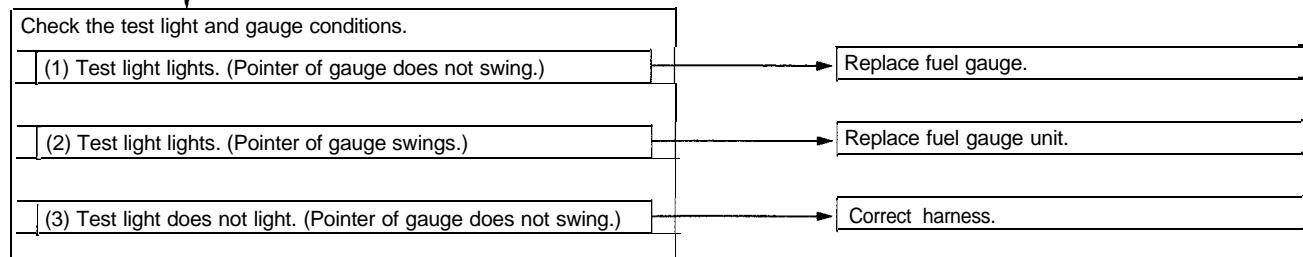 Check the test light and gauge conditions.
(1) Test light lights. (Pointer of gauge does not swing.)
Replace fuel gauge.
(2) Test light lights. (Pointer of gauge swings.)
Replace fuel gauge unit.
(3) Test light does not light. (Pointer of gauge does not swing.)
Correct harness.